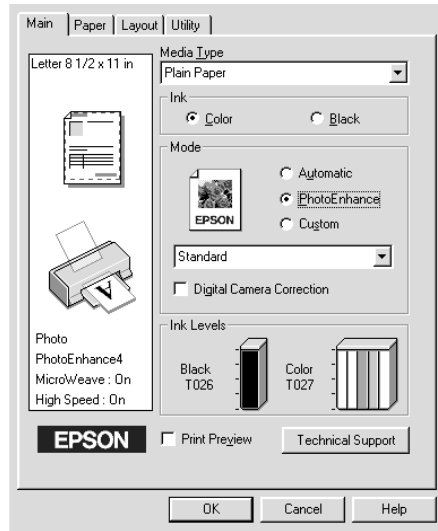 Main Paper Layout Utility
Letter 8 1/2 x 11 in
Media Type
Plain Paper
Ink
Color Black
Mode
EPSON
Automatic
PhotoEnhance
Custom
Standard
Digital Camera Correction
A
Photo
PhotoEnhance4
MicroWeave : On
High Speed : On
Ink Levels
Black
T026
Color
T027
EPSON
Print Preview
Technical Support
OK Cancel Help